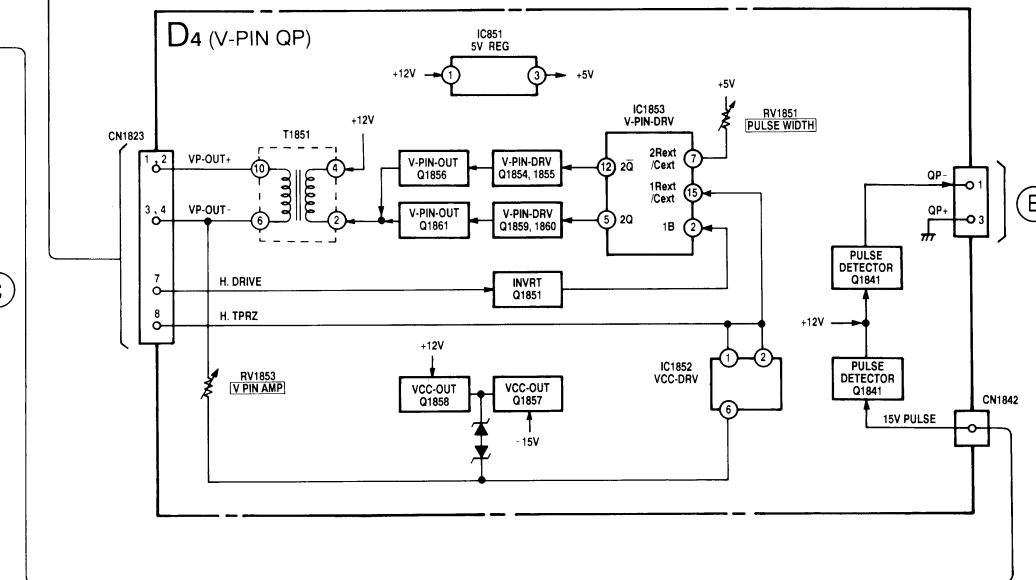 D4 (V-PIN QP)
IC851
5V REG
+12V
1
3
+5V
CN1823
T1851
+12V
IC1853
V-PIN-DRV
+5V
RV1851
PULSE WIDTH
1, 2
VP-OUT+
10
4
V-PIN-OUT
Q1856
V-PIN-DRV
Q1854, 1855
12
2Q̅
2Rext
/Cext
7
3, 4
VP-OUT-
6
2
V-PIN-OUT
Q1861
V-PIN-DRV
Q1859, 1860
5
2Q
1Rext
/Cext
15
1B
2
QP-
1
QP+
3
7
H. DRIVE
INVRT
Q1851
PULSE
DETECTOR
Q1841
8
H. TPRZ
+12V
RV1853
V PIN AMP
+12V
VCC-OUT
Q1858
VCC-OUT
Q1857
-15V
IC1852
VCC-DRV
1
2
6
PULSE
DETECTOR
Q1841
15V PULSE
CN1842